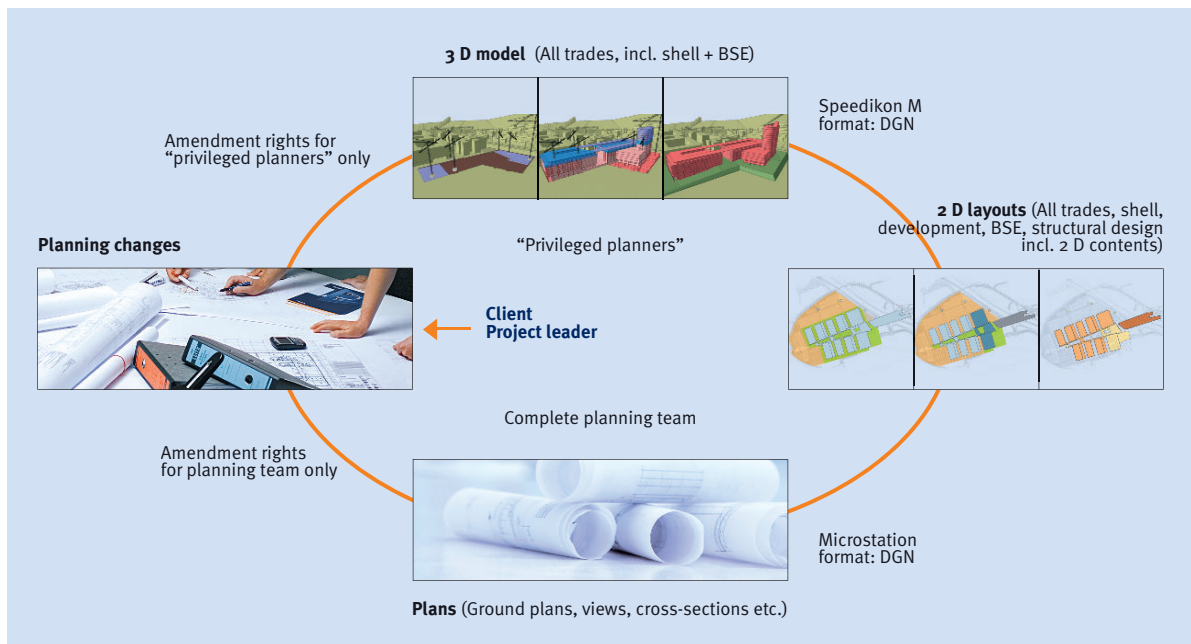 3 D model (All trades, incl. shell + BSE)
Speedikon M
format: DGN
Amendment rights for
“privileged planners” only
2 D layouts (All trades, shell,
development, BSE, structural design
incl. 2 D contents)
Planning changes
“Privileged planners”
Client
Project leader
Complete planning team
Amendment rights
for planning team only
Microstation
format: DGN
Plans (Ground plans, views, cross-sections etc.)